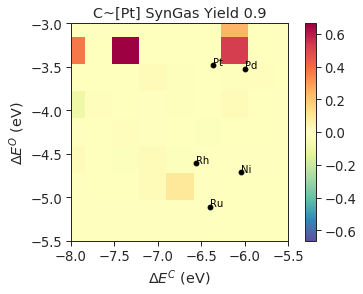 C~[Pt] SynGas Yield 0.9
−3.0
−3.5
−4.0
−4.5
−5.0
−5.5
ΔE^O (eV)
Pt
Pd
Rh
Ni
Ru
−8.0 −7.5 −7.0 −6.5 −6.0 −5.5
ΔE^C (eV)
0.6
0.4
0.2
0.0
−0.2
−0.4
−0.6